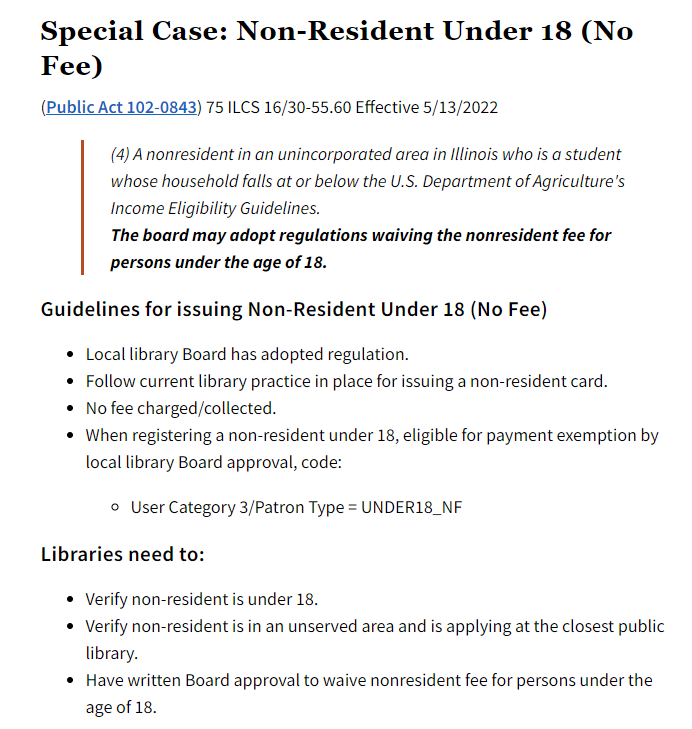 Special Case: Non-Resident Under 18 (No
Fee)
(Public Act 102-0843) 75 ILCS 16/30-55.60 Effective 5/13/2022
(4) A nonresident in an unincorporated area in Illinois who is a student
whose household falls at or below the U.S. Department of Agriculture's
Income Eligibility Guidelines.
The board may adopt regulations waiving the nonresident fee for
persons under the age of 18.
Guidelines for issuing Non-Resident Under 18 (No Fee)
• Local library Board has adopted regulation.
• Follow current library practice in place for issuing a non-resident card.
• No fee charged/collected.
• When registering a non-resident under 18, eligible for payment exemption by
local library Board approval, code:
◦ User Category 3/Patron Type = UNDER18_NF
Libraries need to:
• Verify non-resident is under 18.
• Verify non-resident is in an unserved area and is applying at the closest public
library.
• Have written Board approval to waive nonresident fee for persons under the
age of 18.